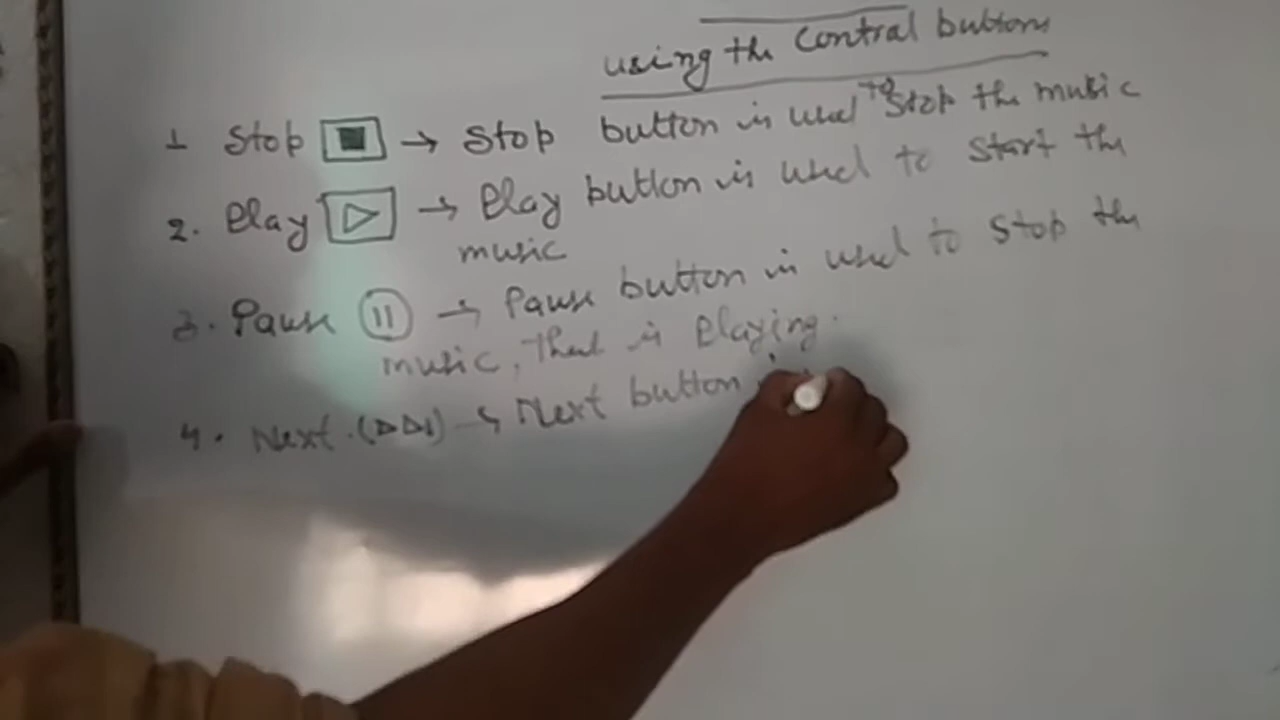 using the Control buttons
1 Stop → Stop button is used to stop the music
2. Play → Play button is used to start the
music
3. Pause → Pause button is used to stop the
music, that is Playing.
4. Next → Next button